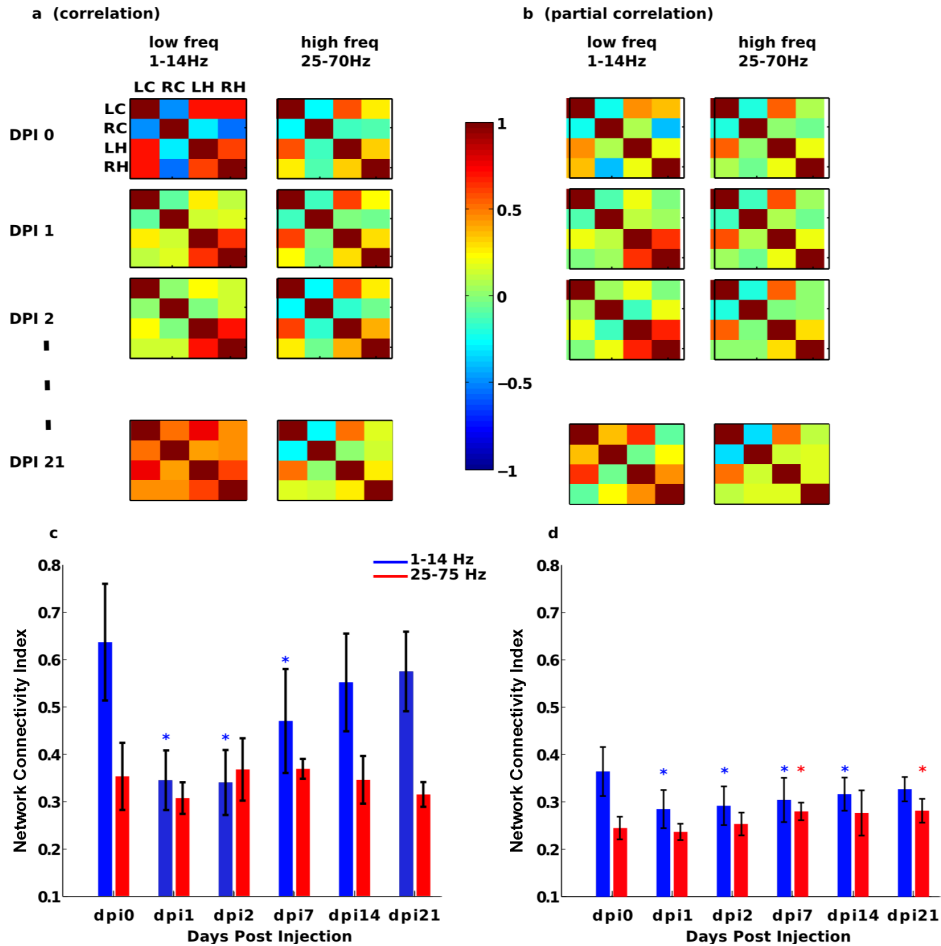 a (correlation)
b (partial correlation)
low freq
1-14Hz
high freq
25-70Hz
low freq
1-14Hz
high freq
25-70Hz
LC RC LH RH
LC
RC
LH
RH
DPI 0
DPI 1
DPI 2
DPI 21
1
0.5
0
−0.5
−1
c
d
1-14 Hz
25-75 Hz
Network Connectivity Index
0.8
0.7
0.6
0.5
0.4
0.3
0.2
0.1
* * *
dpi0 dpi1 dpi2 dpi7 dpi14 dpi21
Days Post Injection
Network Connectivity Index
0.8
0.7
0.6
0.5
0.4
0.3
0.2
0.1
* * * * * *
dpi0 dpi1 dpi2 dpi7 dpi14 dpi21
Days Post Injection